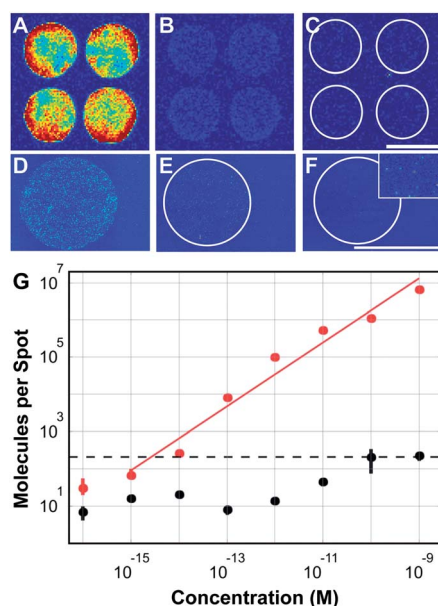 A B C
D E F
G
Molecules per Spot
10^7
10^5
10^3
10^1
10^-15 10^-13 10^-11 10^-9
Concentration (M)